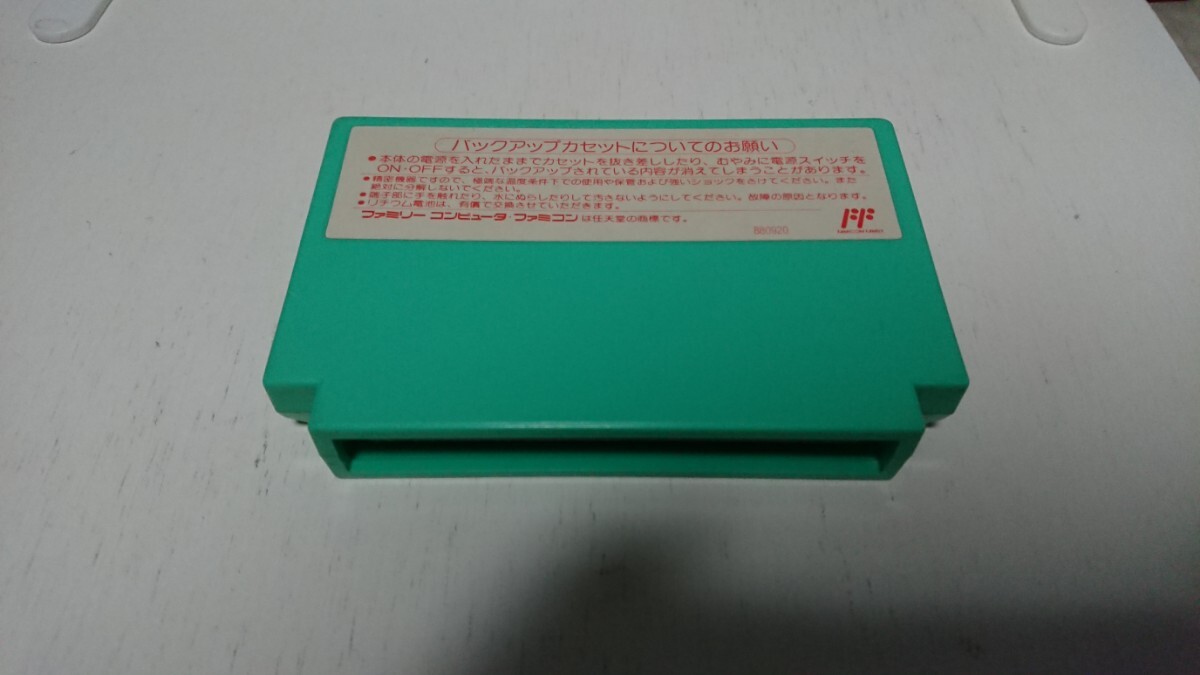 バックアップカセットについてのお願い
●本体の電源を入れたままでカセットを抜き差ししたり、むやみに電源スイッチを
ON・OFFすると、バックアップされている内容が消えてしまうことがあります。
●精密機器ですので、極端な温度条件下での使用や保管および強いショックをさけてください。また
絶対に分解しないでください。
●端子部に手を触れたり、水にぬらしたりして汚さないようにしてください。故障の原因となります。
●リチウム電池は、有償で交換させていただきます。
ファミリー コンピュータ・ファミコンは任天堂の商標です。
FF